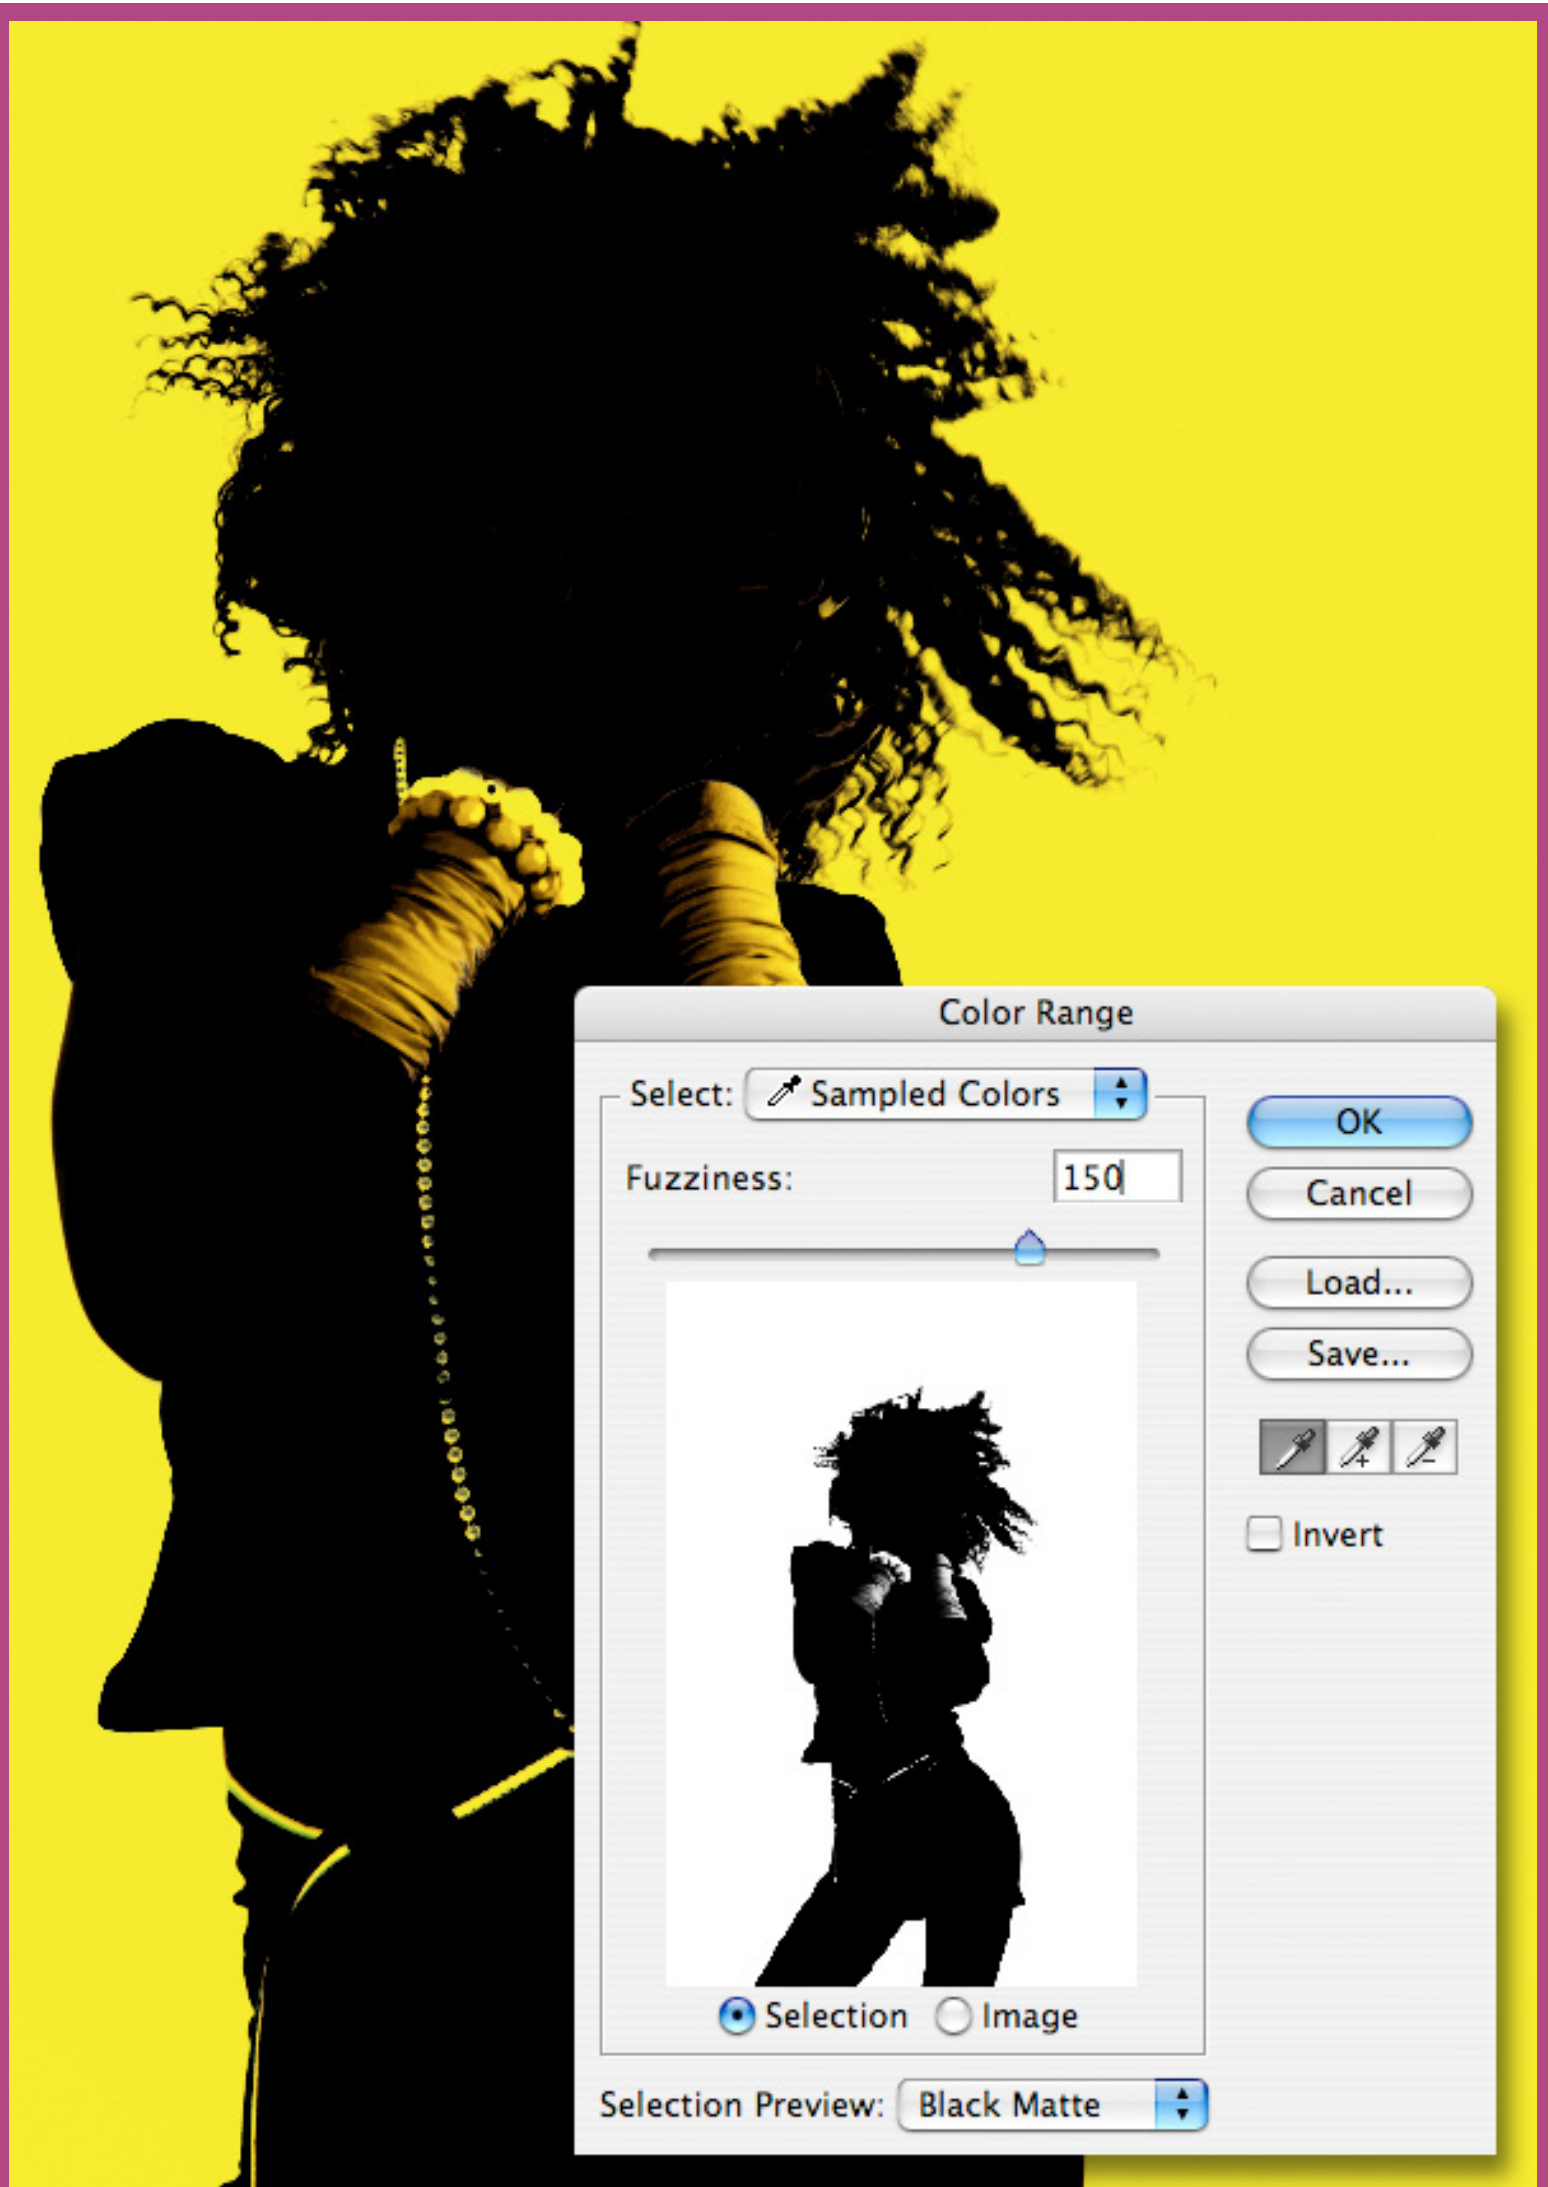 Color Range
Select: Sampled Colors
OK
Fuzziness: 150
Cancel
Load...
Save...
Invert
Selection Image
Selection Preview: Black Matte